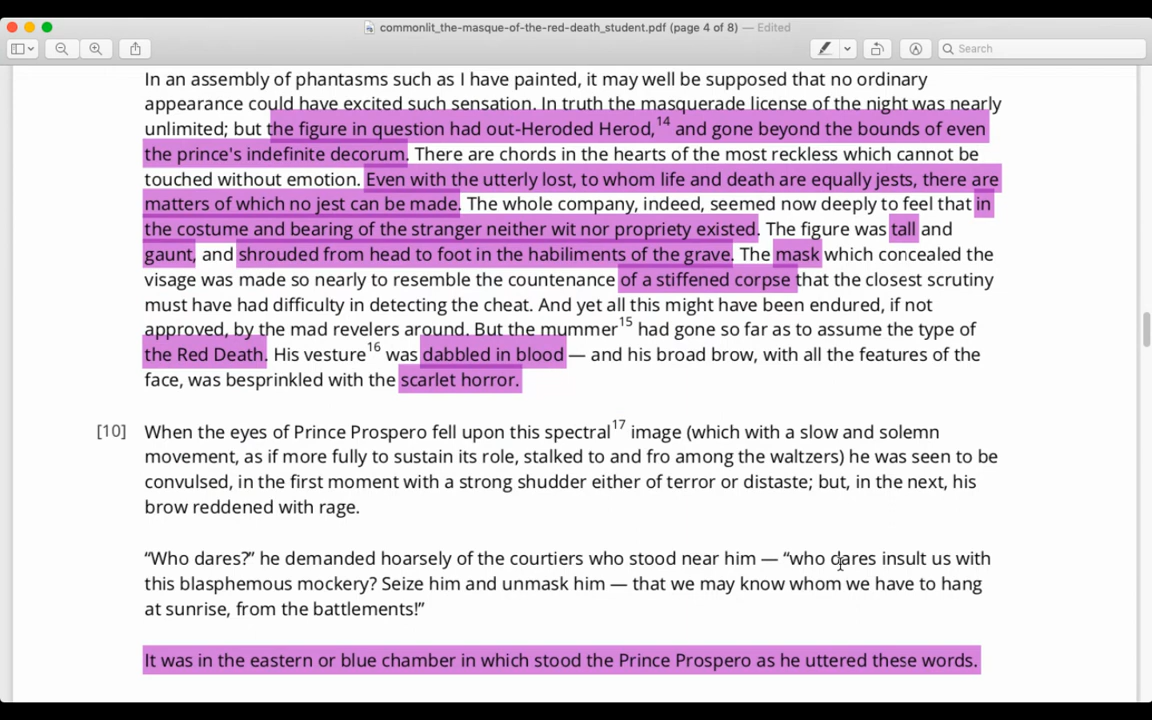 commonlit_the-masque-of-the-red-death_student.pdf (page 4 of 8) — Edited
Search
In an assembly of phantasms such as I have painted, it may well be supposed that no ordinary
appearance could have excited such sensation. In truth the masquerade license of the night was nearly
unlimited; but the figure in question had out-Heroded Herod,14 and gone beyond the bounds of even
the prince's indefinite decorum. There are chords in the hearts of the most reckless which cannot be
touched without emotion. Even with the utterly lost, to whom life and death are equally jests, there are
matters of which no jest can be made. The whole company, indeed, seemed now deeply to feel that in
the costume and bearing of the stranger neither wit nor propriety existed. The figure was tall and
gaunt, and shrouded from head to foot in the habiliments of the grave. The mask which concealed the
visage was made so nearly to resemble the countenance of a stiffened corpse that the closest scrutiny
must have had difficulty in detecting the cheat. And yet all this might have been endured, if not
approved, by the mad revelers around. But the mummer15 had gone so far as to assume the type of
the Red Death. His vesture16 was dabbled in blood — and his broad brow, with all the features of the
face, was besprinkled with the scarlet horror.
[10] When the eyes of Prince Prospero fell upon this spectral17 image (which with a slow and solemn
movement, as if more fully to sustain its role, stalked to and fro among the waltzers) he was seen to be
convulsed, in the first moment with a strong shudder either of terror or distaste; but, in the next, his
brow reddened with rage.
“Who dares?” he demanded hoarsely of the courtiers who stood near him — “who dares insult us with
this blasphemous mockery? Seize him and unmask him — that we may know whom we have to hang
at sunrise, from the battlements!”
It was in the eastern or blue chamber in which stood the Prince Prospero as he uttered these words.